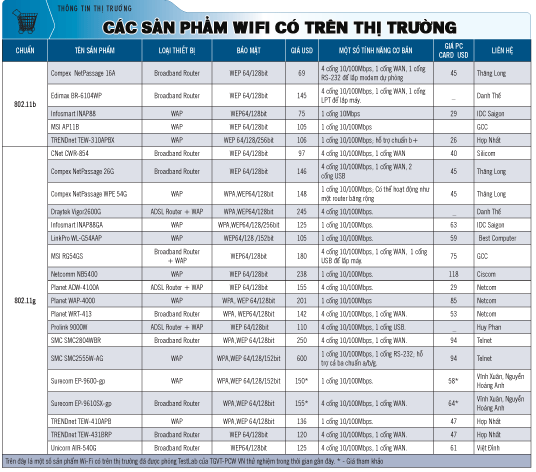 THÔNG TIN THỊ TRƯỜNG
CÁC SẢN PHẨM WIFI CÓ TRÊN THỊ TRƯỜNG
CHUẨN TÊN SẢN PHẨM LOẠI THIẾT BỊ BẢO MẬT GIÁ USD MỘT SỐ TÍNH NĂNG CƠ BẢN GIÁ PC CARD USD LIÊN HỆ
802.11b
Compex NetPassage 16A Broadband Router WEP 64/128bit 69 4 cổng 10/100Mbps, 1 cổng WAN, 1 cổng
RS-232 để lắp modem dự phòng 45 Thăng Long
Edimax BR-6104WP Broadband Router WEP 64/128bit 145 4 cổng 10/100Mbps, 1 cổng WAN, 1 cổng
LPT để lắp máy. _ Danh Thế
Infosmart INAP88 WAP WEP64/128bit 75 1 cổng 10Mbps 29 IDC Saigon
MSI AP11B WAP WEP 64/128bit 105 1 cổng 10/100Mbps GCC
TRENDnet TEW-310APBX WAP WEP 64/128/256bit 106 1 cổng 10/100Mbps, hỗ trợ chuẩn b+ 26 Hợp Nhất
802.11g
CNet CWR-854 Broadband Router WEP 64/128bit 97 4 cổng 10/100Mbps, 1 cổng WAN 40 Silicom
Compex NetPassage 26G Broadband Router WEP64/128bit 146 4 cổng 10/100Mbps, 1 cổng WAN, 2
cổng USB 45 Thăng Long
Compex NetPassage WPE 54G WAP WPA,WEP64/128bit 148 1 cổng 10/100Mbps; Có thể hoạt động như
một router băng rộng 45 Thăng Long
Draytek Vigor2600G ADSL Router + WAP WPA,WEP64/128bit 245 4 cổng 10/100Mbps. _ Danh Thế
Infosmart INAP88GA WAP WPA,WEP64/128/256bit 125 1 cổng 10/100Mbps. 63 IDC Saigon
LinkPro WL-G54AAP WAP WEP64/128 /152bit 105 1 cổng 10/100Mbps. 59 Best Computer
MSI RG54GS Broadband Router
+ WAP WEP64/128bit 180 4 cổng 10/100Mbps, 1 cổng WAN, 1 cổng
USB để lắp máy. 75 GCC
Netcomm NB5400 WAP WEP 64/128bit 238 1 cổng 10/100Mbps. 118 Ciscom
Planet ADW-4100A ADSL Router + WAP WEP 64/128bit 155 4 cổng 10/100Mbps. 29 Netcom
Planet WAP-4000 WAP WPA, WEP 64/128bit 201 1 cổng 10/100Mbps 85 Netcom
Planet WRT-413 Broadband Router WPA, WEP64/128bit 142 4 cổng 10/100Mbps, 1 cổng WAN. 53 Netcom
Prolink 9000W ADSL Router + WAP WEP 64/128bit 110 4 cổng 10/100Mbps, 1 cổng USB. _ Huy Phan
SMC SMC2804WBR Broadband Router WPA,WEP 64/128bit 250 4 cổng 10/100Mbps, 1 cổng WAN. 94 Telnet
SMC SMC2555W-AG WAP WPA,WEP 64/128/152bit 600 1 cổng 10/100Mbps, 1 cổng RS-232, hỗ
trợ cả ba chuẩn a/b/g. 94 Telnet
Surecom EP-9600-gp WAP WPA,WEP 64/128/152bit 150* 1 cổng 10/100Mbps. 58* Vĩnh Xuân, Nguyễn
Hoàng Anh
Surecom EP-9610SX-gp Broadband Router WPA,WEP 64/128bit 155* 4 cổng 10/100Mbps, 1 cổng WAN. 64* Vĩnh Xuân, Nguyễn
Hoàng Anh
TRENDnet TEW-410APB WAP WPA,WEP 64/128bit 136 1 cổng 10/100Mbps. 47 Hợp Nhất
TRENDnet TEW-431BRP Broadband Router WEP 64/128bit 120 4 cổng 10/100Mbps, 1 cổng WAN. 47 Hợp Nhất
Unicorn AIR-540G Broadband Router WEP64/128bit 125 4 cổng 10/100Mbps, 1 cổng WAN. 61 Việt Đình
Trên đây là một số sản phẩm Wi-Fi có trên thị trường đã được phòng TestLab của TGVT-PCW VN thử nghiệm trong thời gian gần đây. * - Giá tham khảo